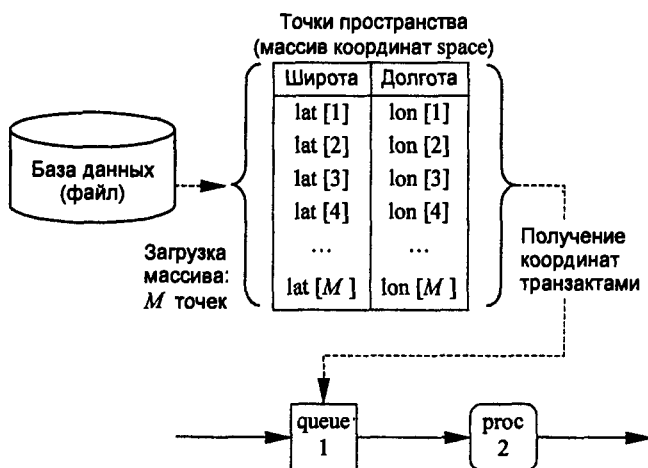 Точки пространства
(массив координат space)
Широта Долгота
lat [1] lon [1]
lat [2] lon [2]
lat [3] lon [3]
lat [4] lon [4]
... ...
lat [M] lon [M]
База данных
(файл)
Загрузка
массива:
M точек
Получение
координат
транзактами
queue
1
proc
2